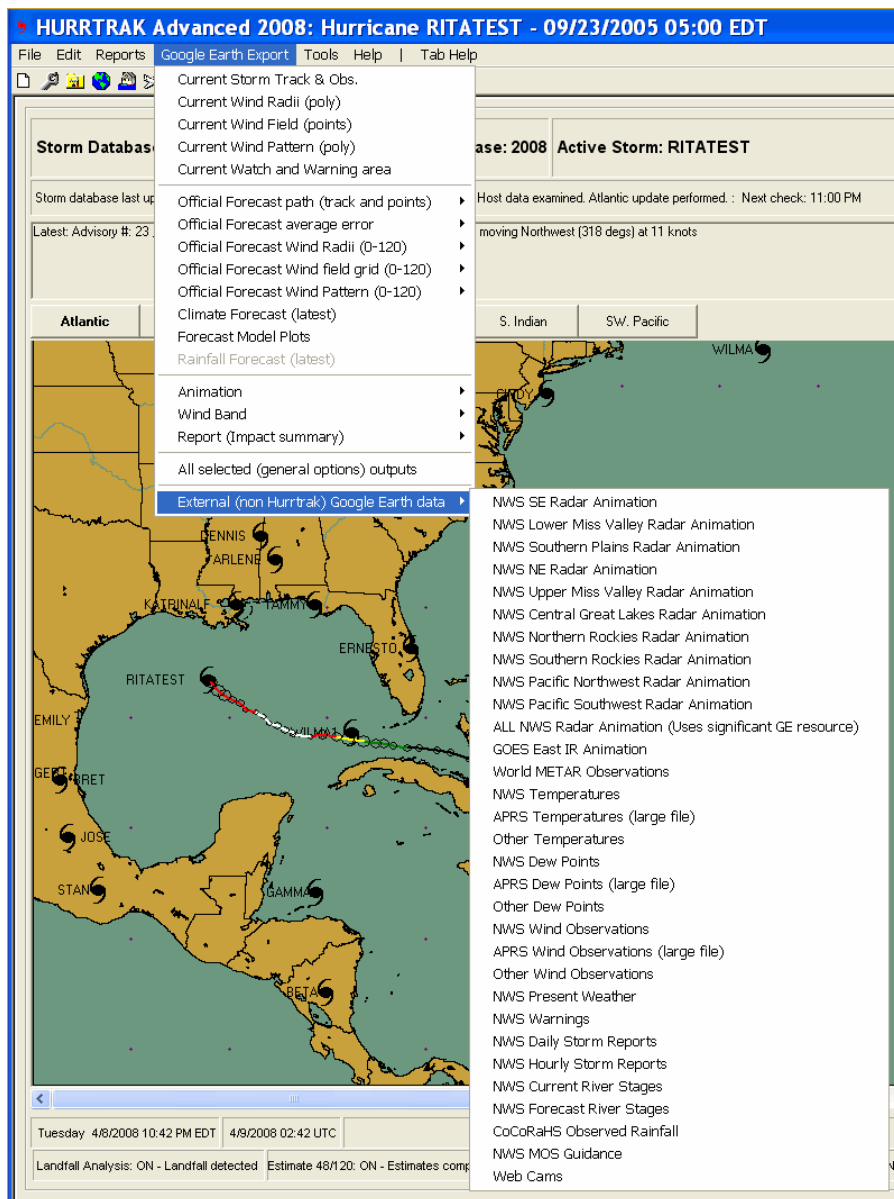 HURRTRAK Advanced 2008: Hurricane RITATEST - 09/23/2005 05:00 EDT
File Edit Reports Google Earth Export Tools Help | Tab Help
Current Storm Track & Obs.
Current Wind Radii (poly)
Current Wind Field (points)
Current Wind Pattern (poly)
Current Watch and Warning area
Storm Database: 2008 Active Storm: RITATEST
Storm database last Host data examined. Atlantic update performed. : Next check: 11:00 PM
Latest: Advisory #: 23 moving Northwest (318 degs) at 11 knots
Official Forecast path (track and points)
Official Forecast average error
Official Forecast Wind Radii (0-120)
Official Forecast Wind field grid (0-120)
Official Forecast Wind Pattern (0-120)
Climate Forecast (latest)
Forecast Model Plots
Rainfall Forecast (latest)
Animation
Wind Band
Report (Impact summary)
All selected (general options) outputs
External (non Hurrtrak) Google Earth data
Atlantic S. Indian SW. Pacific
WILMA
CINDY
DENNIS
ARLENE
KATRINALF TAMMY
ERNESTO
RITATEST
EMILY WILMA1
GERT BRET
JOSE
STAN GAMMA
BETA
NWS SE Radar Animation
NWS Lower Miss Valley Radar Animation
NWS Southern Plains Radar Animation
NWS NE Radar Animation
NWS Upper Miss Valley Radar Animation
NWS Central Great Lakes Radar Animation
NWS Northern Rockies Radar Animation
NWS Southern Rockies Radar Animation
NWS Pacific Northwest Radar Animation
NWS Pacific Southwest Radar Animation
ALL NWS Radar Animation (Uses significant GE resource)
GOES East IR Animation
World METAR Observations
NWS Temperatures
APRS Temperatures (large file)
Other Temperatures
NWS Dew Points
APRS Dew Points (large file)
Other Dew Points
NWS Wind Observations
APRS Wind Observations (large file)
Other Wind Observations
NWS Present Weather
NWS Warnings
NWS Daily Storm Reports
NWS Hourly Storm Reports
NWS Current River Stages
NWS Forecast River Stages
CoCoRaHS Observed Rainfall
NWS MOS Guidance
Web Cams
Tuesday 4/8/2008 10:42 PM EDT 4/9/2008 02:42 UTC
Landfall Analysis: ON - Landfall detected Estimate 48/120: ON - Estimates comp